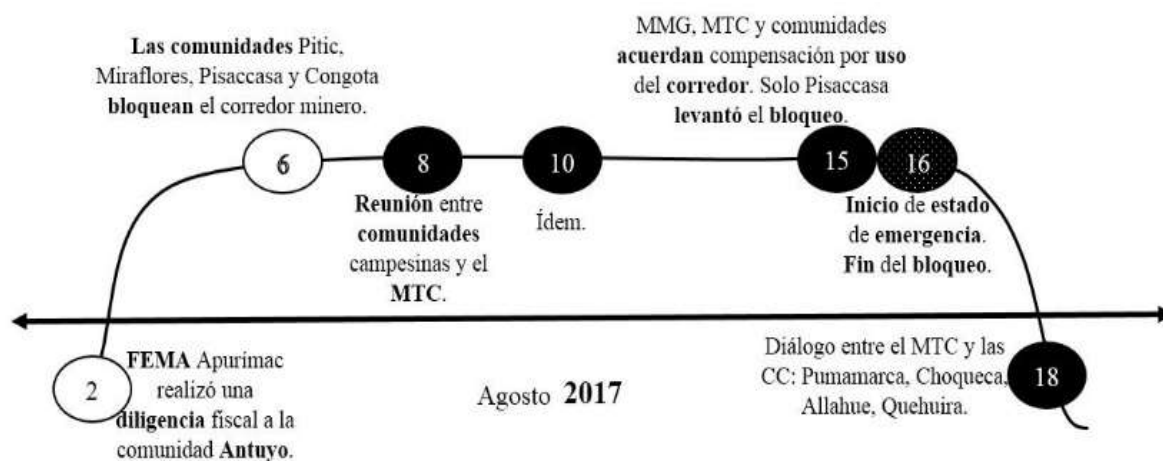 Las comunidades Pitic,
Miraflores, Pisaccasa y Congota
bloquean el corredor minero.
MMG, MTC y comunidades
acuerdan compensación por uso
del corredor. Solo Pisaccasa
levantó el bloqueo.
6
8
10
15
16
Reunión entre
comunidades
campesinas y el
MTC.
Ídem.
Inicio de estado
de emergencia.
Fin del bloqueo.
2
FEMA Apurímac
realizó una
diligencia fiscal a la
comunidad Antuyo.
Agosto 2017
Diálogo entre el MTC y las
CC: Pumamarca, Choqueca,
Allahue, Quehuira.
18